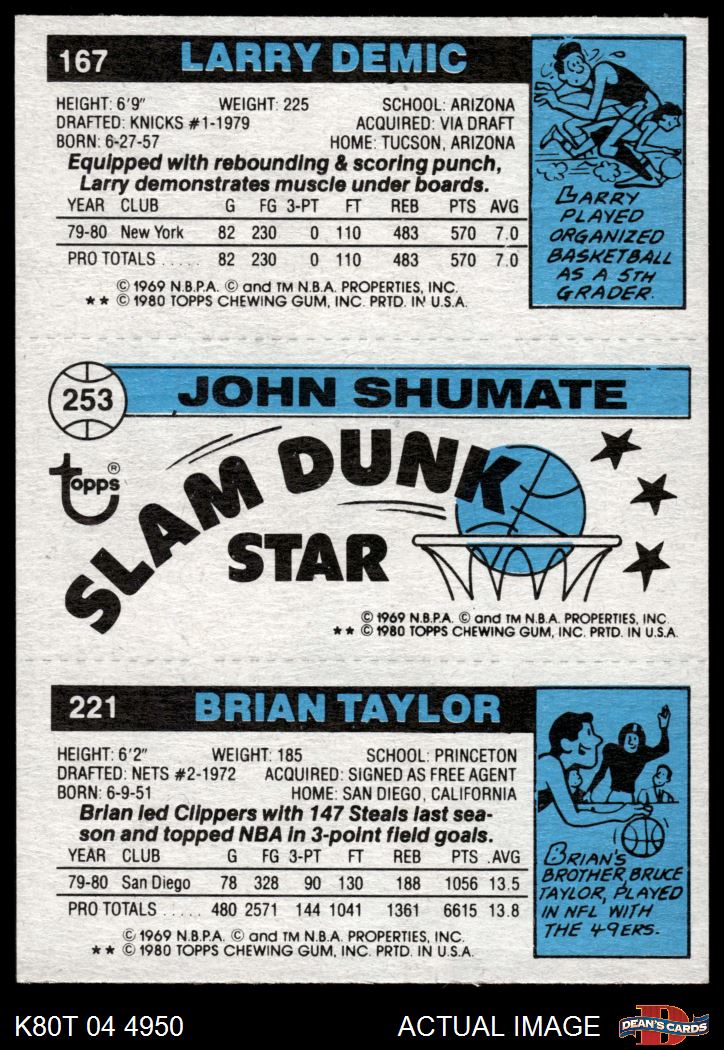 167 LARRY DEMIC
HEIGHT: 6'9" WEIGHT: 225 SCHOOL: ARIZONA
DRAFTED: KNICKS #1-1979 ACQUIRED: VIA DRAFT
BORN: 6-27-57 HOME: TUCSON, ARIZONA
Equipped with rebounding & scoring punch,
Larry demonstrates muscle under boards.
YEAR CLUB G FG 3-PT FT REB PTS AVG
79-80 New York 82 230 0 110 483 570 7.0
PRO TOTALS ..... 82 230 0 110 483 570 7.0
© 1969 N.B.P.A. © and TM N.B.A. PROPERTIES, INC.
★★ © 1980 TOPPS CHEWING GUM, INC. PRTD. IN U.S.A.
LARRY
PLAYED
ORGANIZED
BASKETBALL
AS A 5TH
GRADER.
253 JOHN SHUMATE
topps®
SLAM DUNK
STAR
© 1969 N.B.P.A. © and TM N.B.A. PROPERTIES, INC
★★ © 1980 TOPPS CHEWING GUM, INC. PRTD. IN U.S.A.
221 BRIAN TAYLOR
HEIGHT: 6'2" WEIGHT: 185 SCHOOL: PRINCETON
DRAFTED: NETS #2-1972 ACQUIRED: SIGNED AS FREE AGENT
BORN: 6-9-51 HOME: SAN DIEGO, CALIFORNIA
Brian led Clippers with 147 Steals last sea-
son and topped NBA in 3-point field goals.
YEAR CLUB G FG 3-PT FT REB PTS .AVG
79-80 San Diego 78 328 90 130 188 1056 13.5
PRO TOTALS ..... 480 2571 144 1041 1361 6615 13.8
© 1969 N.B.P.A. © and TM N.B.A. PROPERTIES, INC.
★★ © 1980 TOPPS CHEWING GUM, INC. PRTD. IN U.S.A.
BRIAN'S
BROTHER, BRUCE
TAYLOR, PLAYED
IN NFL WITH
THE 49ERS.
K80T 04 4950 ACTUAL IMAGE D DEAN'S CARDS